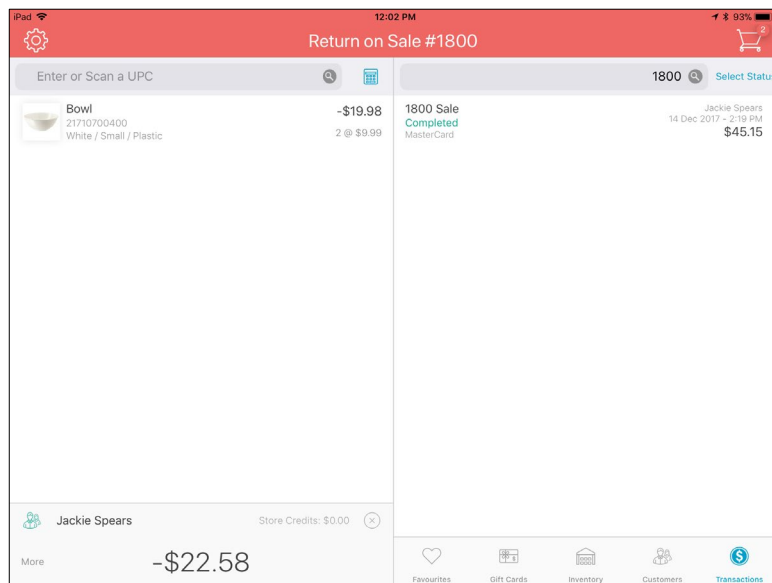 iPad 12:02 PM 93%
Return on Sale #1800 2
Enter or Scan a UPC
Bowl -$19.98
21710700400
White / Small / Plastic 2 @ $9.99
Jackie Spears Store Credits: $0.00
More -$22.58
1800 Select Statu
1800 Sale Jackie Spears
Completed 14 Dec 2017 - 2:19 PM
MasterCard $45.15
Favourites Gift Cards Inventory Customers Transactions